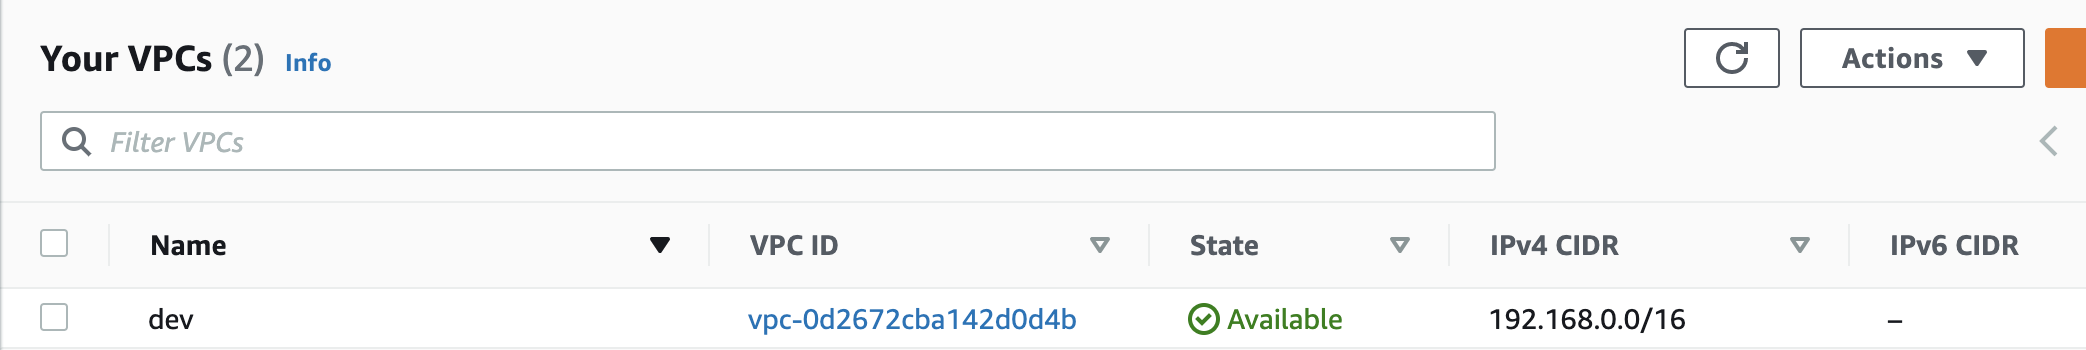 Your VPCs (2) Info
Actions
Filter VPCs
Name VPC ID State IPv4 CIDR IPv6 CIDR
dev vpc-0d2672cba142d0d4b Available 192.168.0.0/16 –